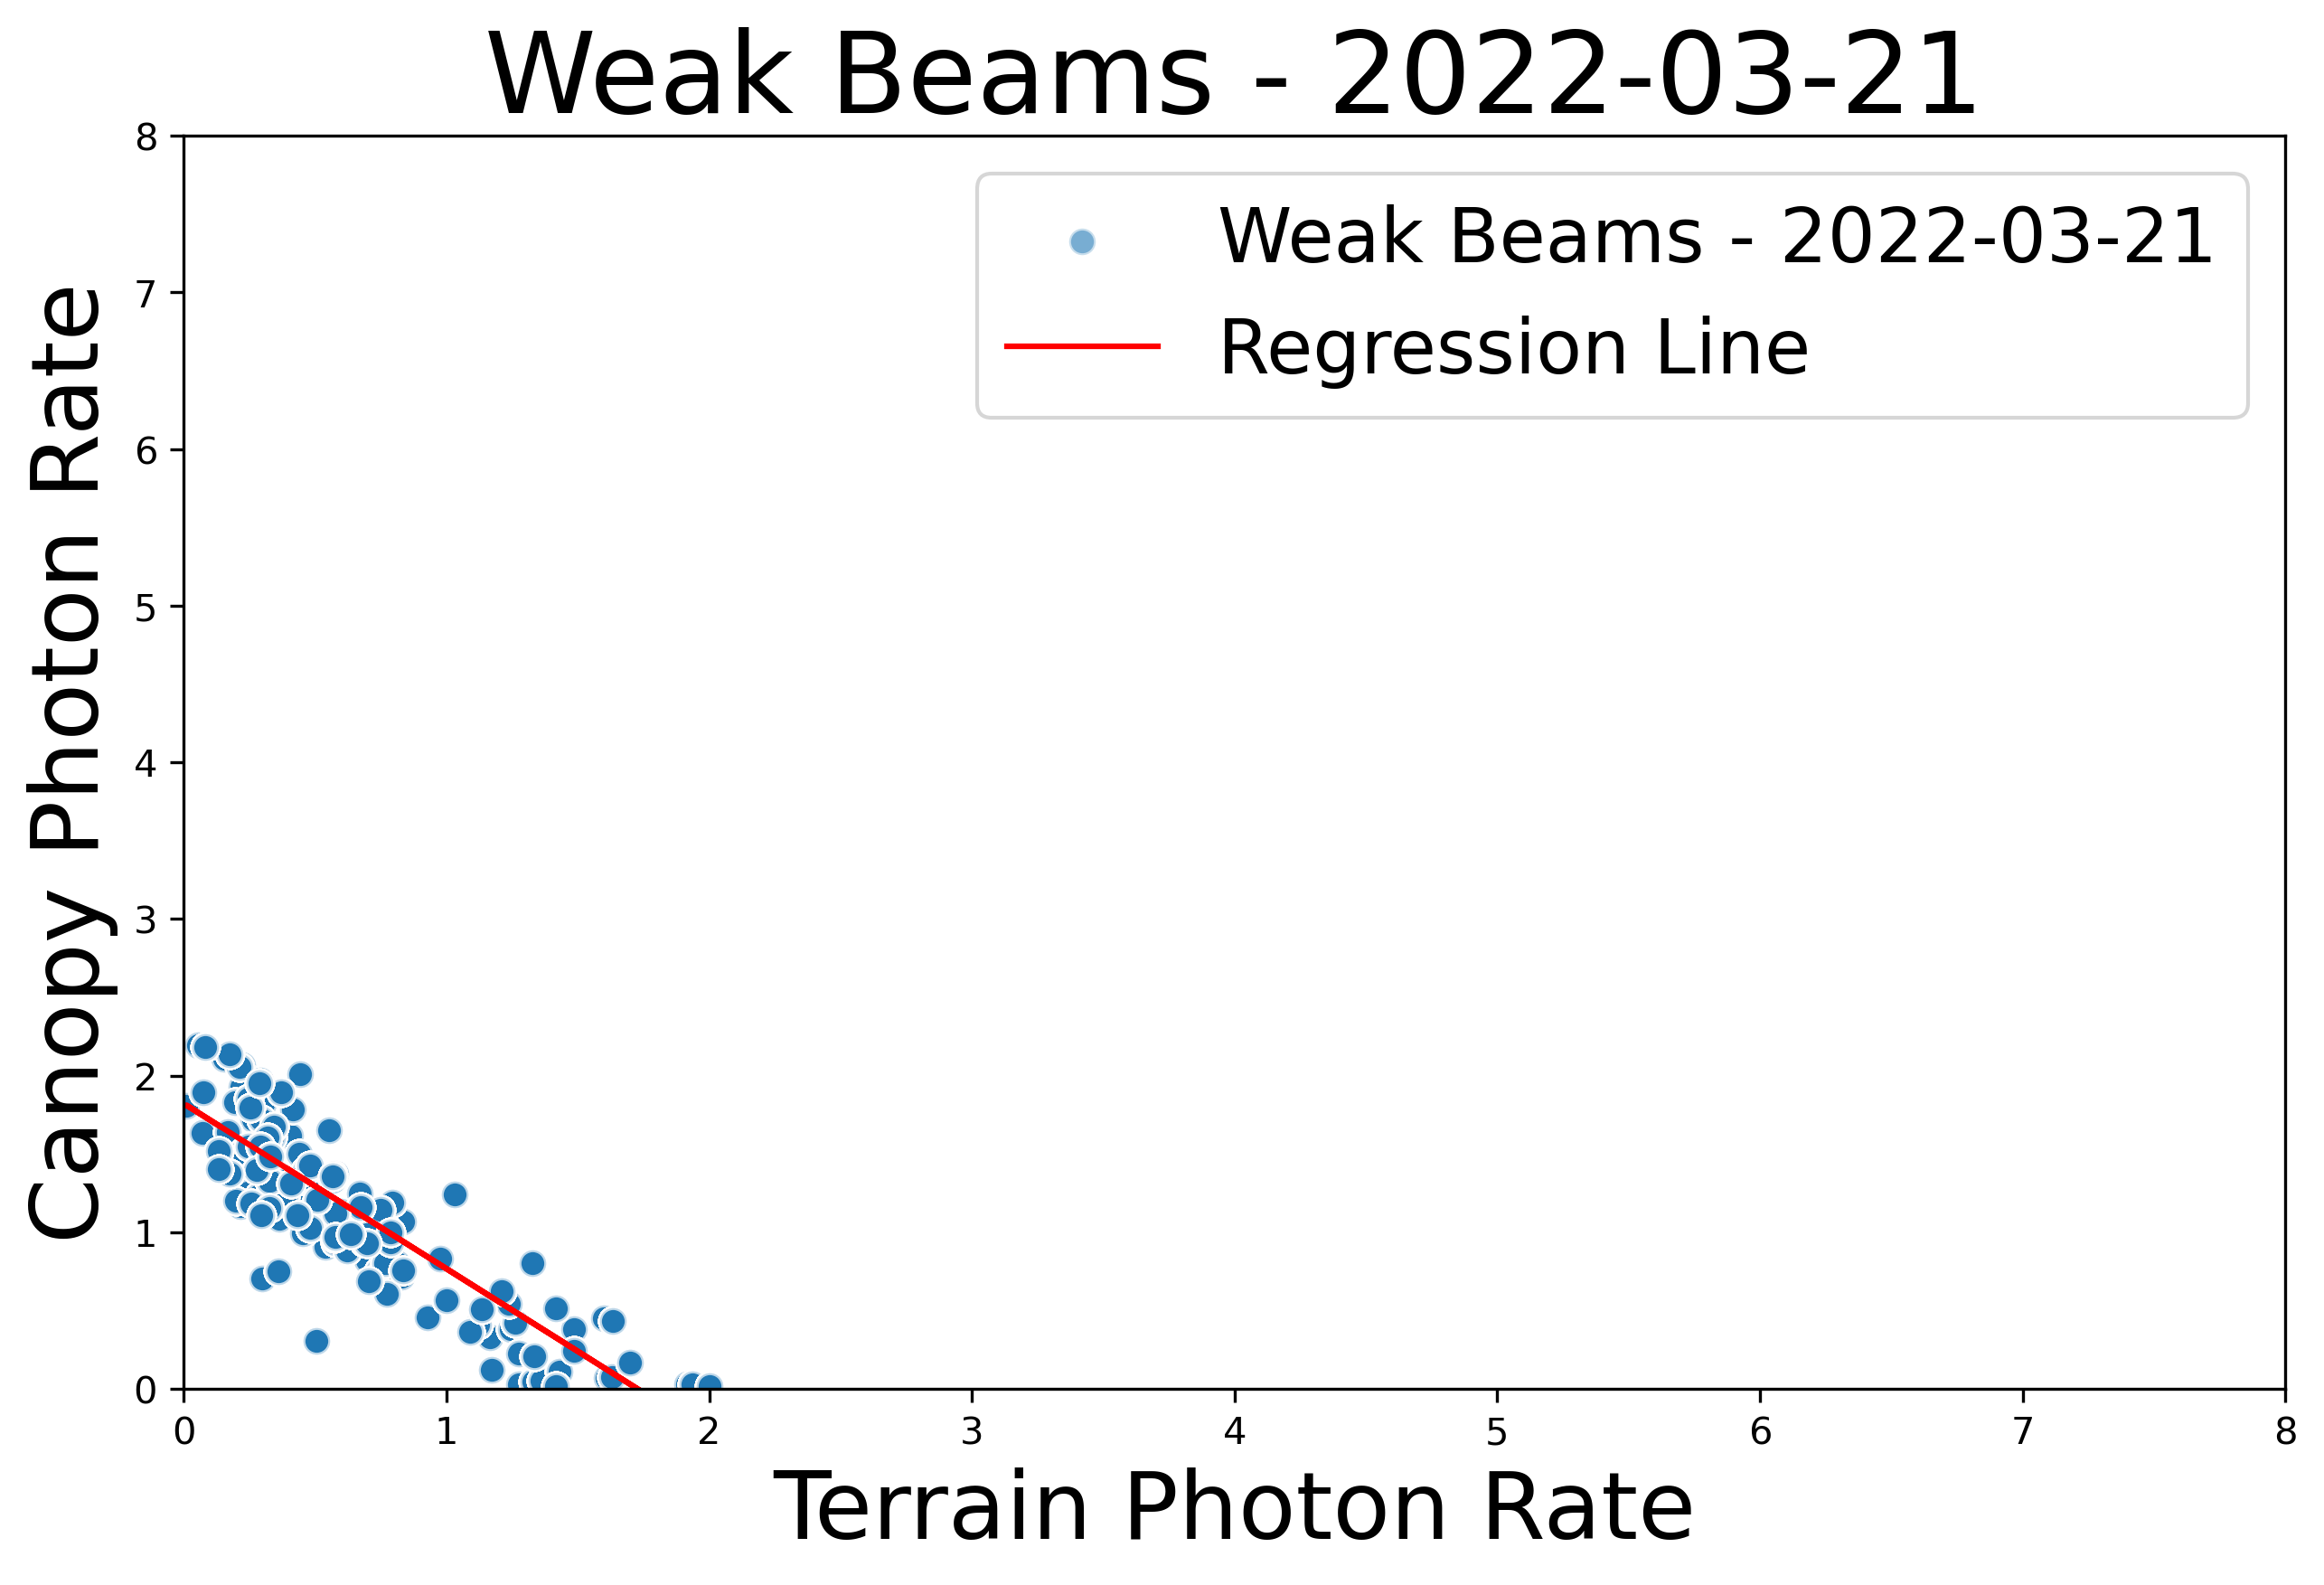 Weak Beams - 2022-03-21
Weak Beams - 2022-03-21
Regression Line
Canopy Photon Rate
8
7
6
5
4
3
2
1
0
0 1 2 3 4 5 6 7 8
Terrain Photon Rate